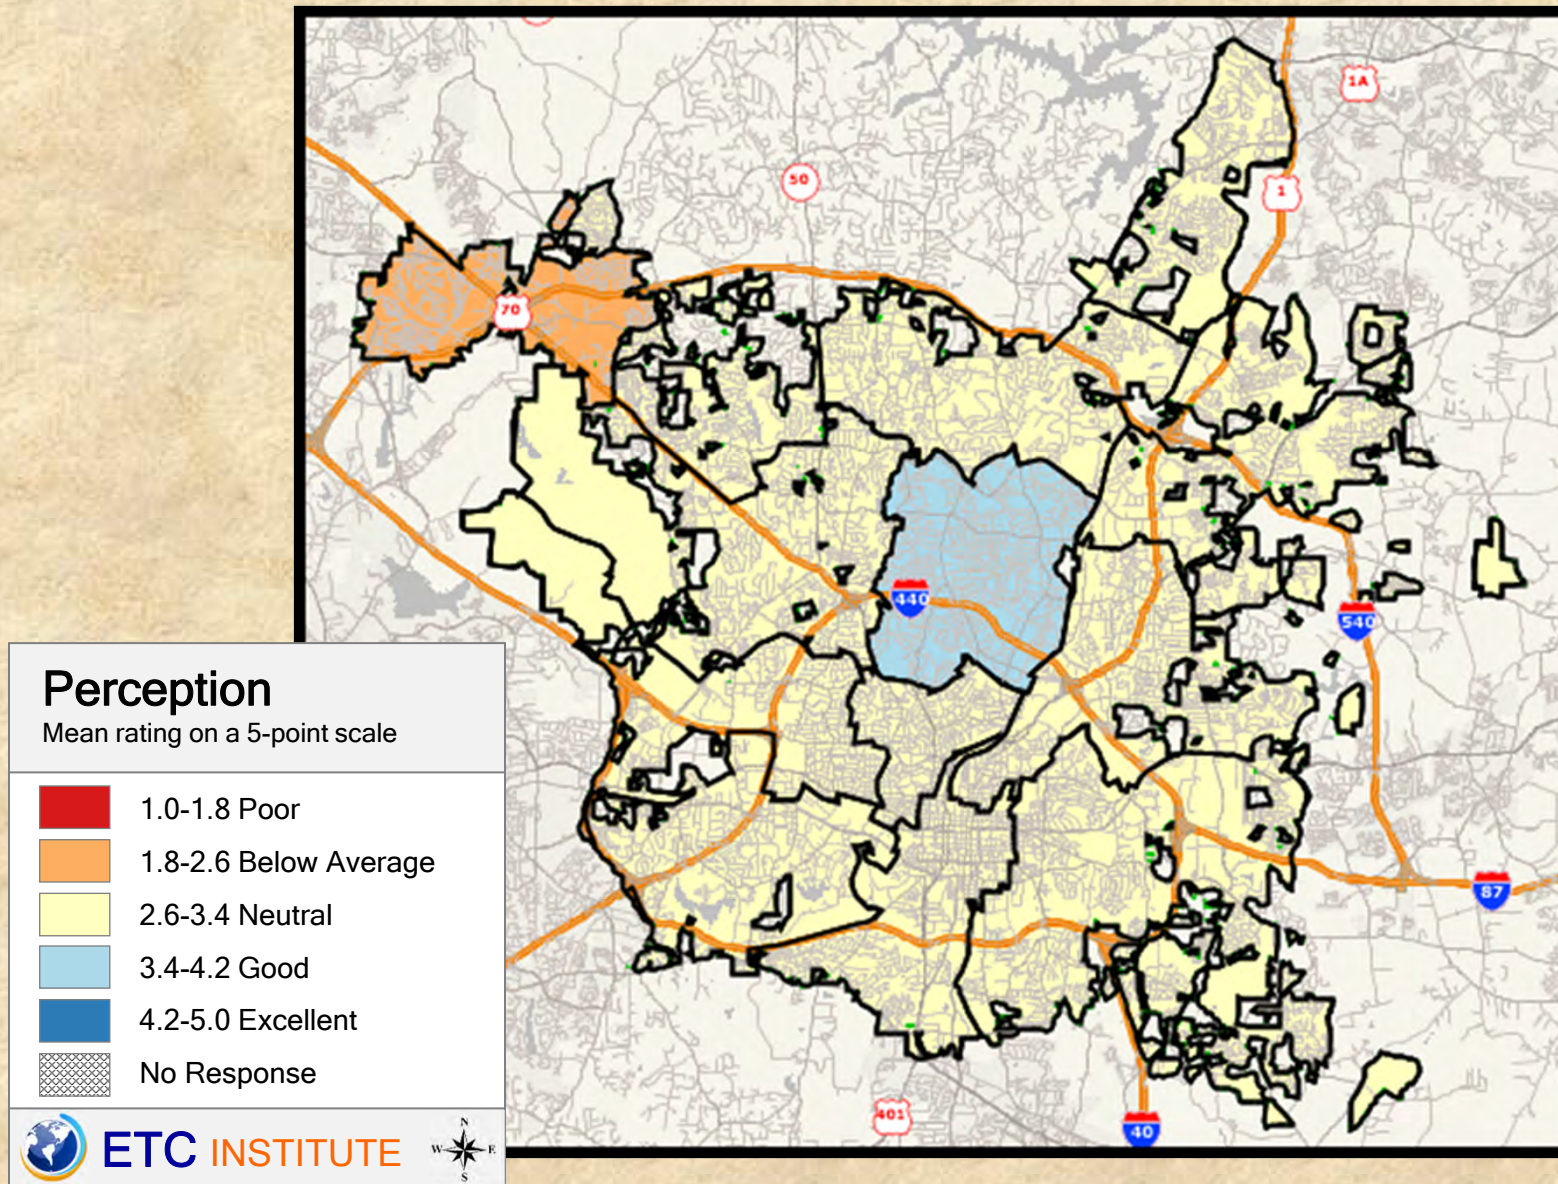 1A
50
1
70
440
540
87
401
40
Perception
Mean rating on a 5-point scale
1.0-1.8 Poor
1.8-2.6 Below Average
2.6-3.4 Neutral
3.4-4.2 Good
4.2-5.0 Excellent
No Response
ETC INSTITUTE
N
W E
S